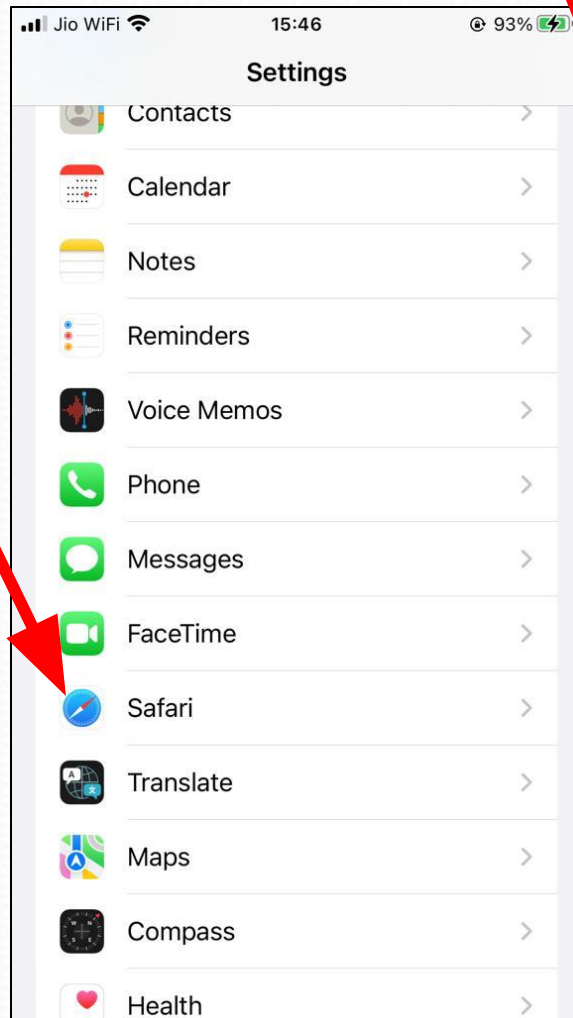 Jio WiFi 15:46 93%
Settings
Contacts
Calendar
Notes
Reminders
Voice Memos
Phone
Messages
FaceTime
Safari
A
文
Translate
Maps
W N
S E
Compass
Health